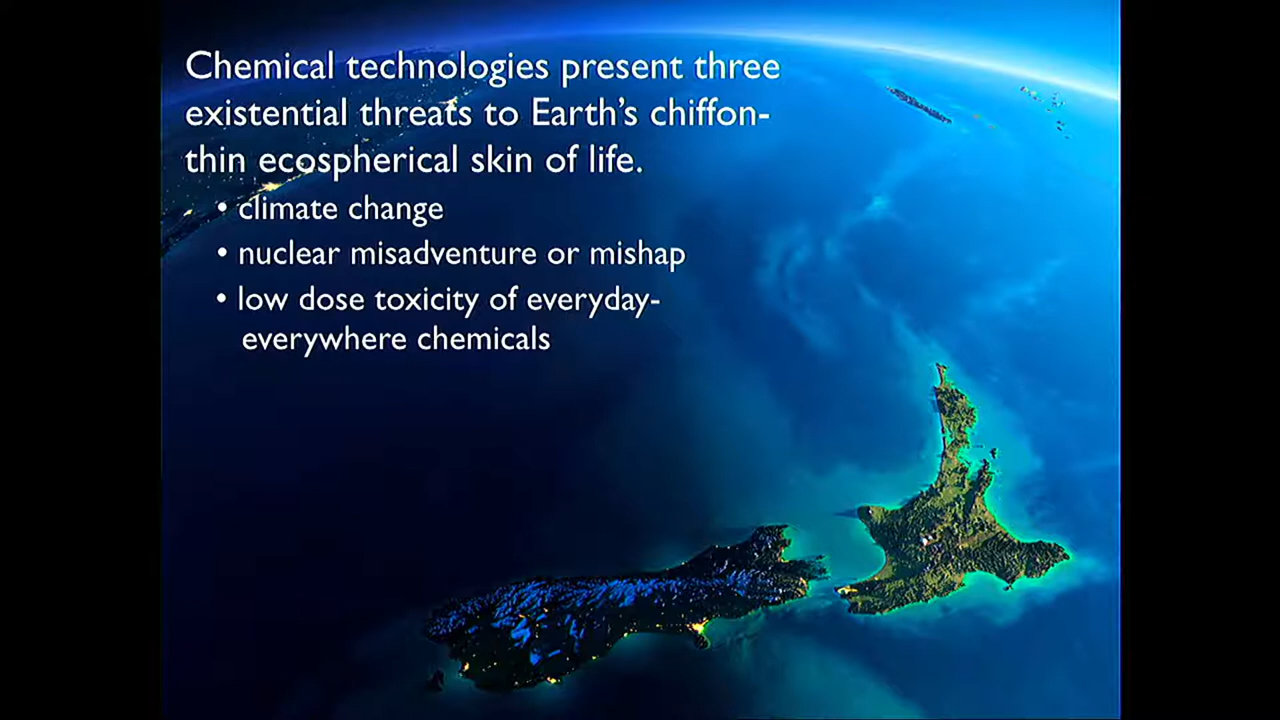 Chemical technologies present three
existential threats to Earth’s chiffon-
thin ecospherical skin of life.
• climate change
• nuclear misadventure or mishap
• low dose toxicity of everyday-
everywhere chemicals